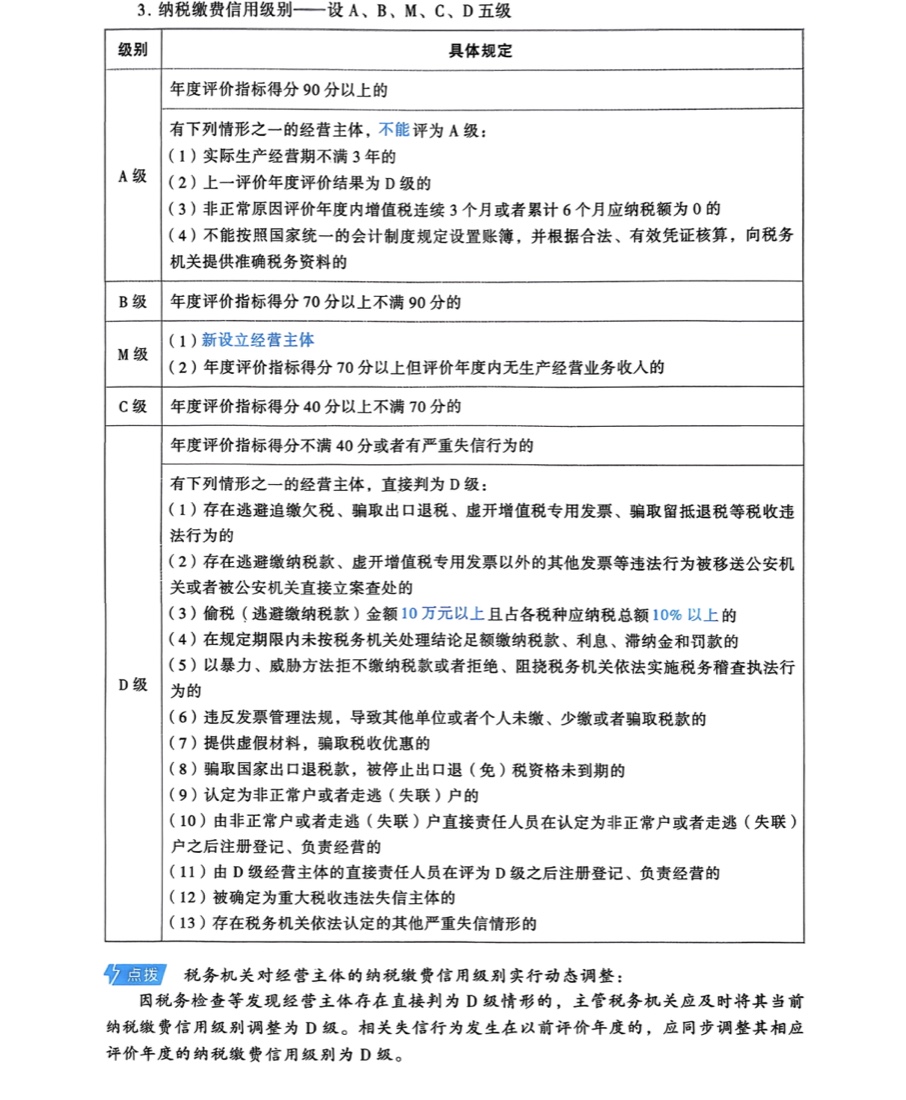 3. 纳税缴费信用级别——设 A、B、M、C、D 五级
级别
具体规定
A 级
年度评价指标得分 90 分以上的
有下列情形之一的经营主体，不能评为 A 级：
（1）实际生产经营期不满 3 年的
（2）上一评价年度评价结果为 D 级的
（3）非正常原因评价年度内增值税连续 3 个月或者累计 6 个月应纳税额为 0 的
（4）不能按照国家统一的会计制度规定设置账簿，并根据合法、有效凭证核算，向税务
机关提供准确税务资料的
B 级
年度评价指标得分 70 分以上不满 90 分的
M 级
（1）新设立经营主体
（2）年度评价指标得分 70 分以上但评价年度内无生产经营业务收入的
C 级
年度评价指标得分 40 分以上不满 70 分的
D 级
年度评价指标得分不满 40 分或者有严重失信行为的
有下列情形之一的经营主体，直接判为 D 级：
（1）存在逃避追缴欠税、骗取出口退税、虚开增值税专用发票、骗取留抵退税等税收违
法行为的
（2）存在逃避缴纳税款、虚开增值税专用发票以外的其他发票等违法行为被移送公安机
关或者被公安机关直接立案查处的
（3）偷税（逃避缴纳税款）金额 10 万元以上且占各税种应纳税总额 10% 以上的
（4）在规定期限内未按税务机关处理结论足额缴纳税款、利息、滞纳金和罚款的
（5）以暴力、威胁方法拒不缴纳税款或者拒绝、阻挠税务机关依法实施税务稽查执法行
为的
（6）违反发票管理法规，导致其他单位或者个人未缴、少缴或者骗取税款的
（7）提供虚假材料，骗取税收优惠的
（8）骗取国家出口退税款，被停止出口退（免）税资格未到期的
（9）认定为非正常户或者走逃（失联）户的
（10）由非正常户或者走逃（失联）户直接责任人员在认定为非正常户或者走逃（失联）
户之后注册登记、负责经营的
（11）由 D 级经营主体的直接责任人员在评为 D 级之后注册登记、负责经营的
（12）被确定为重大税收违法失信主体的
（13）存在税务机关依法认定的其他严重失信情形的
点拨 税务机关对经营主体的纳税缴费信用级别实行动态调整：
因税务检查等发现经营主体存在直接判为 D 级情形的，主管税务机关应及时将其当前
纳税缴费信用级别调整为 D 级。相关失信行为发生在以前评价年度的，应同步调整其相应
评价年度的纳税缴费信用级别为 D 级。